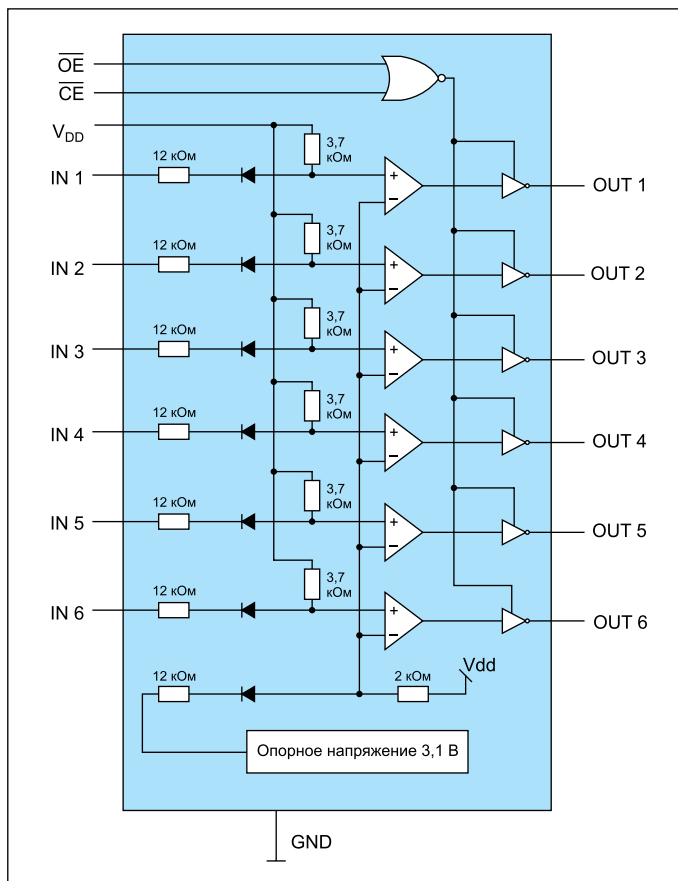 OE
CE
V_DD
3,7
кОм
12 кОм
IN 1
+
−
OUT 1
3,7
кОм
12 кОм
IN 2
+
−
OUT 2
3,7
кОм
12 кОм
IN 3
+
−
OUT 3
3,7
кОм
12 кОм
IN 4
+
−
OUT 4
3,7
кОм
12 кОм
IN 5
+
−
OUT 5
3,7
кОм
12 кОм
IN 6
+
−
OUT 6
12 кОм
2 кОм
Vdd
Опорное напряжение 3,1 В
GND